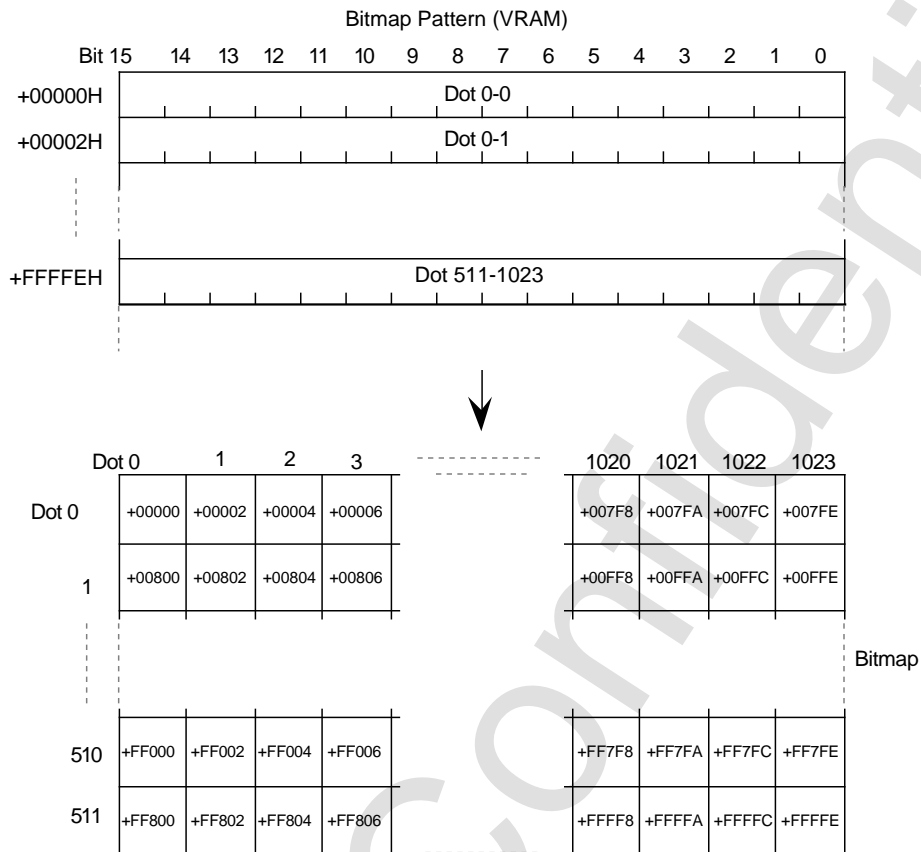 Bitmap Pattern (VRAM)
Bit 15 14 13 12 11 10 9 8 7 6 5 4 3 2 1 0
+00000H Dot 0-0
+00002H Dot 0-1
+FFFFEH Dot 511-1023
Dot 0 1 2 3 1020 1021 1022 1023
Dot 0 +00000 +00002 +00004 +00006 +007F8 +007FA +007FC +007FE
1 +00800 +00802 +00804 +00806 +00FF8 +00FFA +00FFC +00FFE
Bitmap
510 +FF000 +FF002 +FF004 +FF006 +FF7F8 +FF7FA +FF7FC +FF7FE
511 +FF800 +FF802 +FF804 +FF806 +FFFF8 +FFFFA +FFFFC +FFFFE
Confidenti